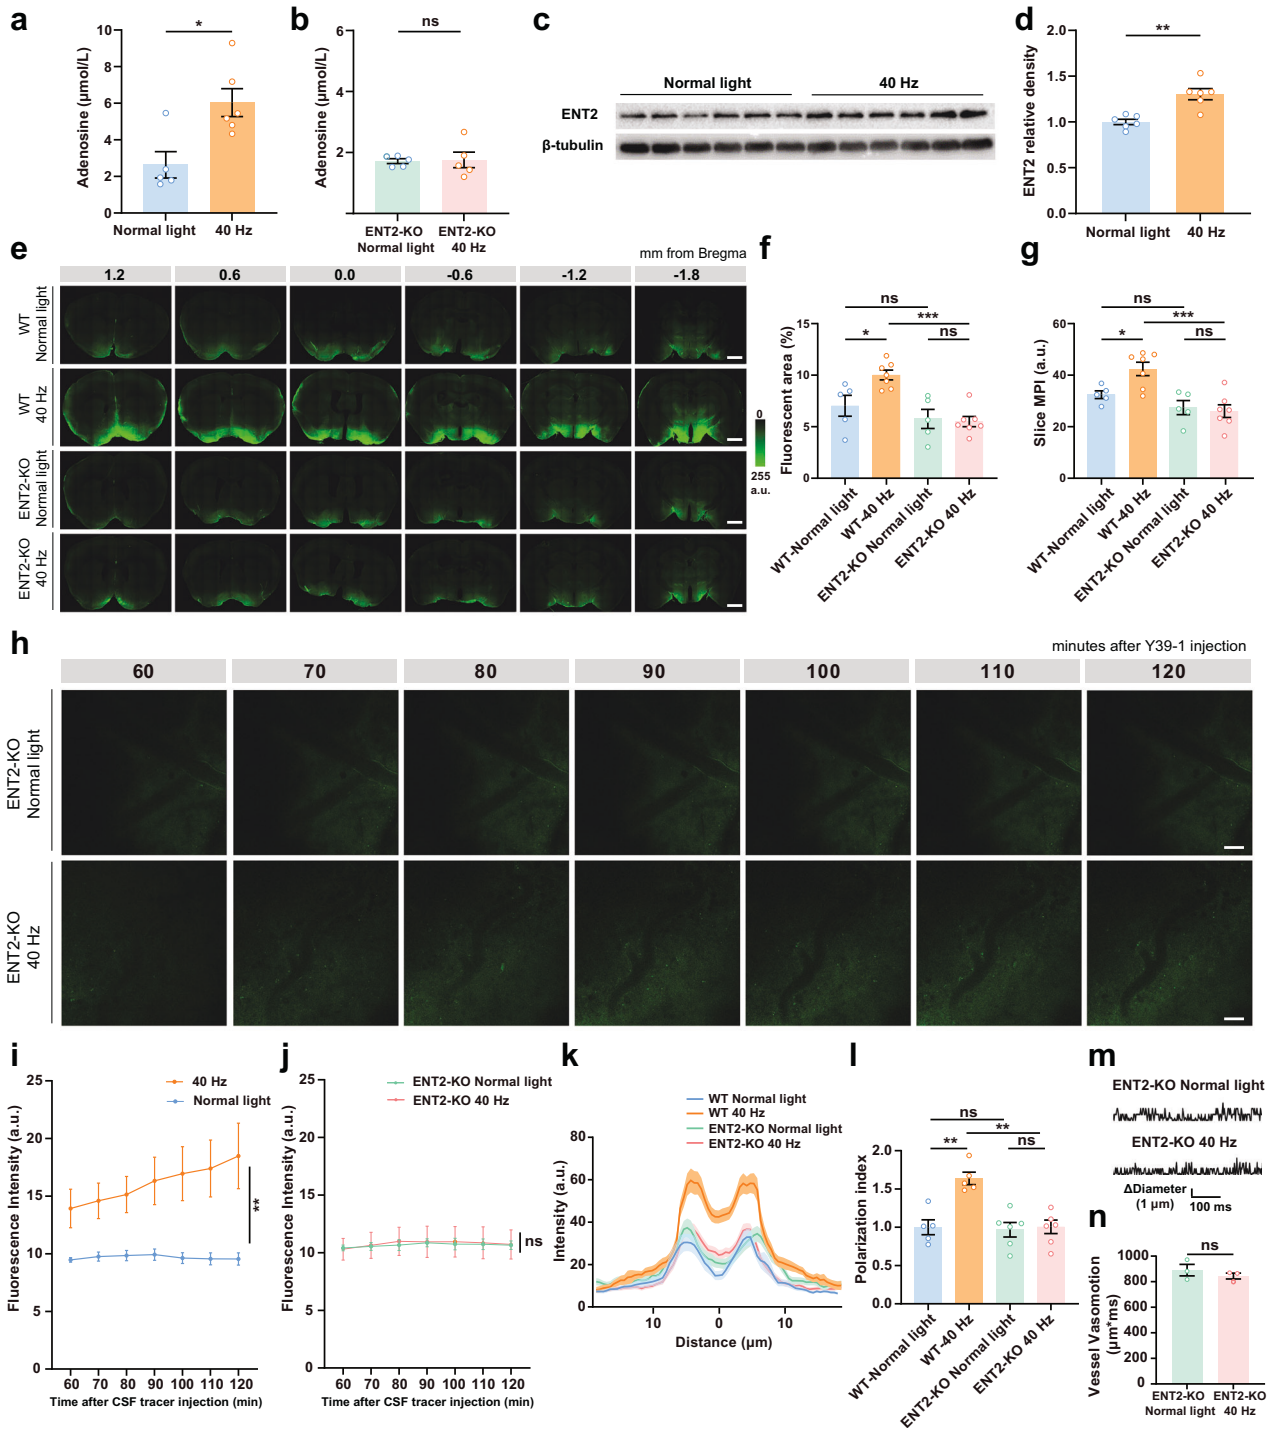 a
Adenosine (μmol/L)
10
8
6
4
2
0
*
Normal light
40 Hz
b
Adenosine (μmol/L)
6
4
2
ns
ENT2-KO
Normal light
ENT2-KO
40 Hz
c
Normal light
40 Hz
ENT2
β-tubulin
d
ENT2 relative density
2.0
1.5
1.0
0.5
0.0
**
Normal light
40 Hz
e
mm from Bregma
1.2
0.6
0.0
-0.6
-1.2
-1.8
WT
Normal light
WT
40 Hz
ENT2-KO
Normal light
ENT2-KO
40 Hz
0
255
a.u.
f
Fluorescent area (%)
15
10
5
0
ns
***
*
ns
WT-Normal light
WT-40 Hz
ENT2-KO Normal light
ENT2-KO 40 Hz
g
Slice MPI (a.u.)
60
40
20
0
ns
***
*
ns
WT-Normal light
WT-40 Hz
ENT2-KO Normal light
ENT2-KO 40 Hz
h
minutes after Y39-1 injection
60
70
80
90
100
110
120
ENT2-KO
Normal light
ENT2-KO
40 Hz
i
Fluorescence Intensity (a.u.)
25
20
15
10
5
0
40 Hz
Normal light
**
60 70 80 90 100 110 120
Time after CSF tracer injection (min)
j
Fluorescence Intensity (a.u.)
25
20
15
10
5
0
ENT2-KO Normal light
ENT2-KO 40 Hz
ns
60 70 80 90 100 110 120
Time after CSF tracer injection (min)
k
WT Normal light
WT 40 Hz
ENT2-KO Normal light
ENT2-KO 40 Hz
Intensity (a.u.)
80
60
40
20
0
10 0 10
Distance (μm)
l
Polarization index
2.0
1.5
1.0
0.5
0.0
ns
**
**
ns
WT-Normal light
WT-40 Hz
ENT2-KO Normal light
ENT2-KO 40 Hz
m
ENT2-KO Normal light
ENT2-KO 40 Hz
ΔDiameter
(1 μm)
100 ms
n
Vessel Vasomotion
(μm*ms)
1000
800
600
400
200
0
ns
ENT2-KO
Normal light
ENT2-KO
40 Hz